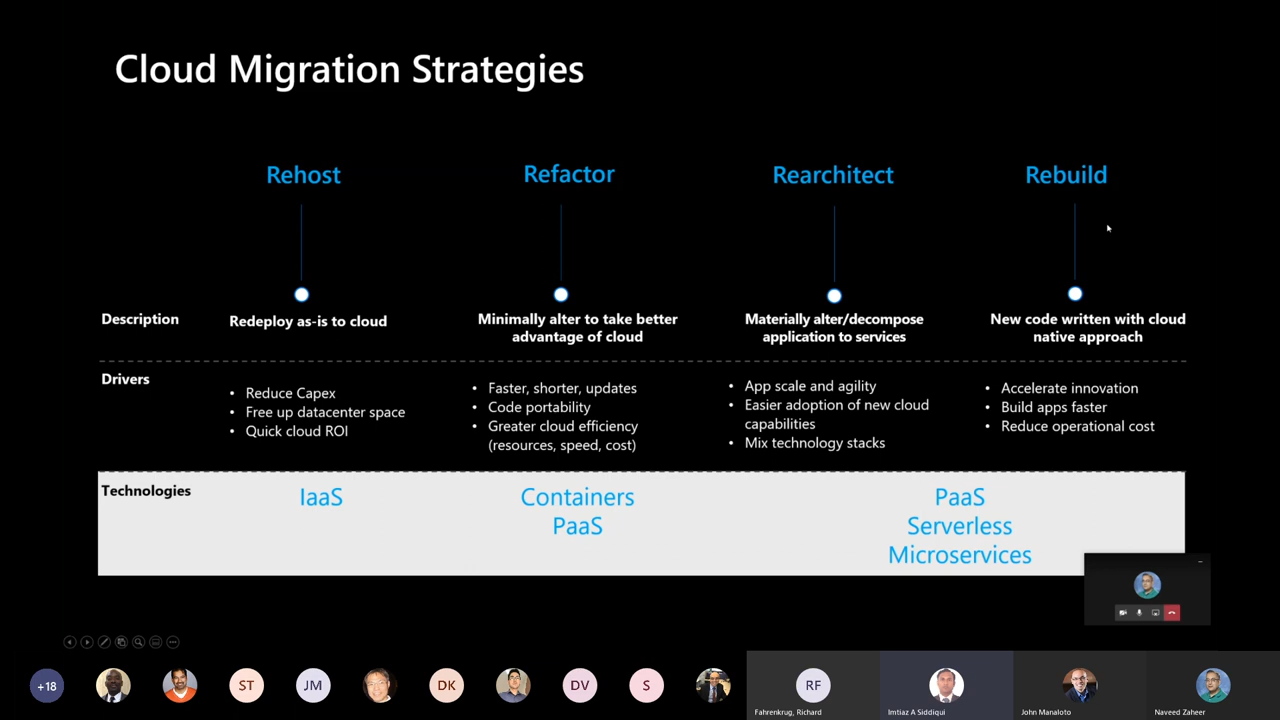 Cloud Migration Strategies
Rehost
Refactor
Rearchitect
Rebuild
Description
Redeploy as-is to cloud
Minimally alter to take better
advantage of cloud
Materially alter/decompose
application to services
New code written with cloud
native approach
Drivers
• Reduce Capex
• Free up datacenter space
• Quick cloud ROI
• Faster, shorter, updates
• Code portability
• Greater cloud efficiency
(resources, speed, cost)
• App scale and agility
• Easier adoption of new cloud
capabilities
• Mix technology stacks
• Accelerate innovation
• Build apps faster
• Reduce operational cost
Technologies
IaaS
Containers
PaaS
PaaS
Serverless
Microservices
+18
ST
JM
DK
DV
S
RF
Fahrenkrug, Richard
Imtiaz A Siddiqui
John Manaloto
Naveed Zaheer